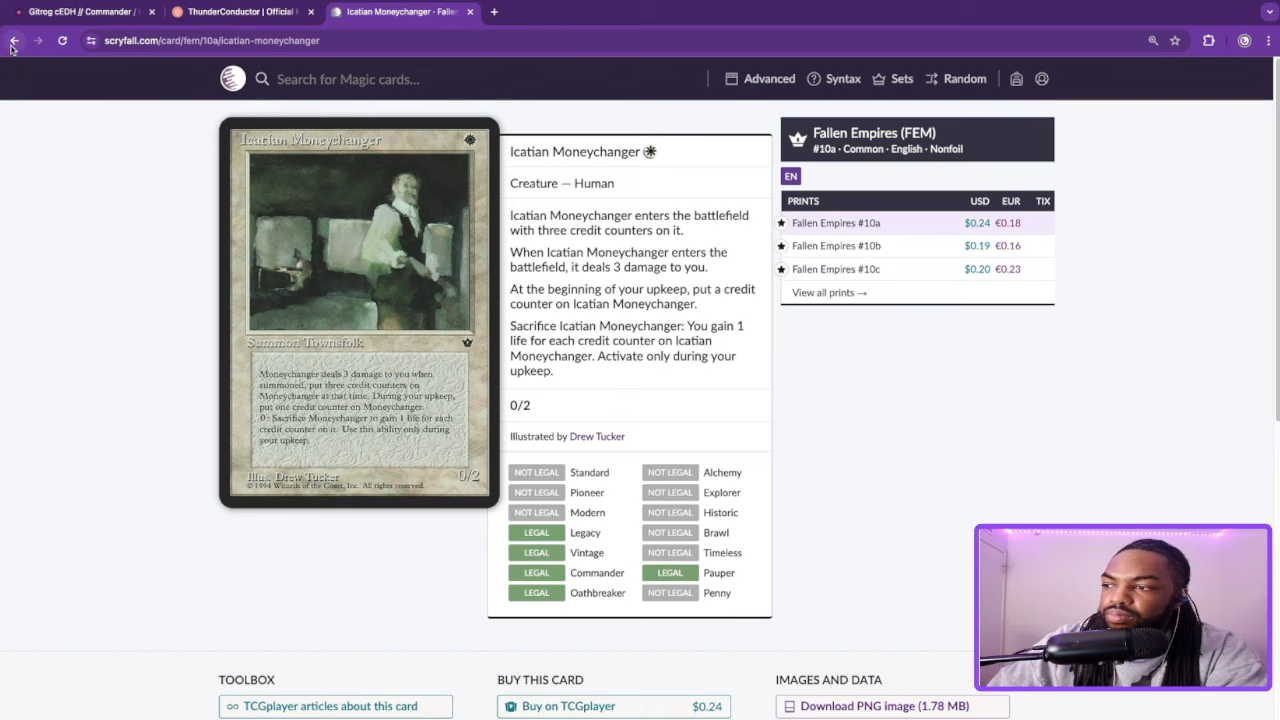 Gitrog cEDH // Commander /
ThunderConductor | Official
Icatian Moneychanger · Falle
scryfall.com/card/fem/10a/icatian-moneychanger
Search for Magic cards…
Advanced
Syntax
Sets
Random
Icatian Moneychanger
Summon Townsfolk
Moneychanger deals 3 damage to you when
summoned, put three credit counters on
Moneychanger at that time. During your upkeep,
put one credit counter on Moneychanger.
0: Sacrifice Moneychanger to gain 1 life for each
credit counter on it. Use this ability only during
your upkeep.
Illus. Drew Tucker
0/2
© 1994 Wizards of the Coast, Inc. All rights reserved.
Icatian Moneychanger
Creature — Human
Icatian Moneychanger enters the battlefield
with three credit counters on it.
When Icatian Moneychanger enters the
battlefield, it deals 3 damage to you.
At the beginning of your upkeep, put a credit
counter on Icatian Moneychanger.
Sacrifice Icatian Moneychanger: You gain 1
life for each credit counter on Icatian
Moneychanger. Activate only during your
upkeep.
0/2
Illustrated by Drew Tucker
NOT LEGAL Standard NOT LEGAL Alchemy
NOT LEGAL Pioneer NOT LEGAL Explorer
NOT LEGAL Modern NOT LEGAL Historic
LEGAL Legacy NOT LEGAL Brawl
LEGAL Vintage NOT LEGAL Timeless
LEGAL Commander LEGAL Pauper
LEGAL Oathbreaker NOT LEGAL Penny
Fallen Empires (FEM)
#10a · Common · English · Nonfoil
EN
PRINTS USD EUR TIX
Fallen Empires #10a $0.24 €0.18
Fallen Empires #10b $0.19 €0.16
Fallen Empires #10c $0.20 €0.23
View all prints →
TOOLBOX
TCGplayer articles about this card
BUY THIS CARD
Buy on TCGplayer $0.24
IMAGES AND DATA
Download PNG image (1.78 MB)